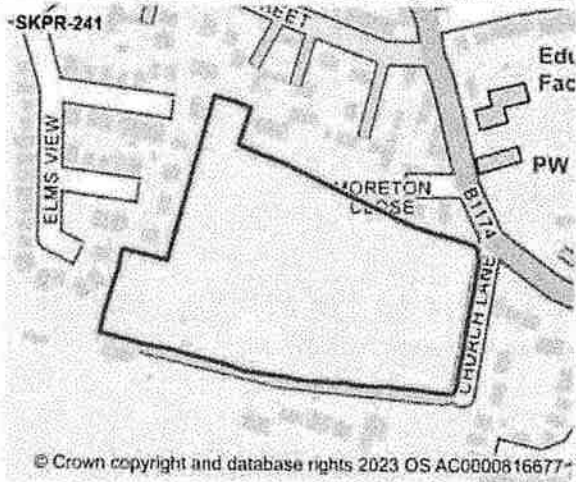 SKPR-241
REET
Edu
Fac
ELMS VIEW
MORETON
CLOSE
PW
B1174
CHURCH LANE
© Crown copyright and database rights 2023 OS AC0000816677